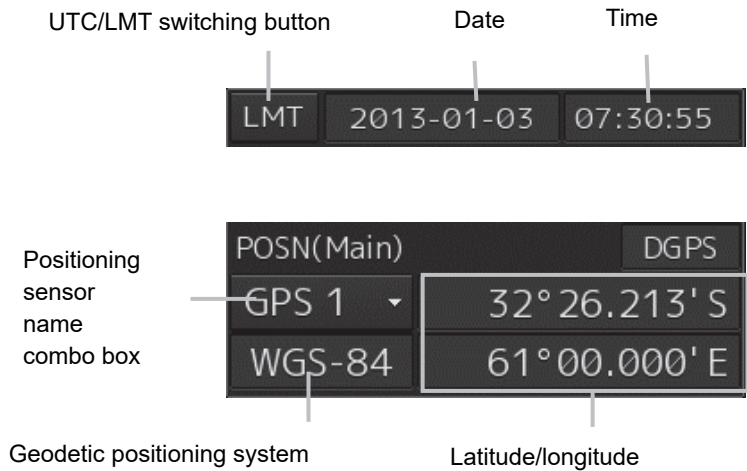 UTC/LMT switching button Date Time
LMT 2013-01-03 07:30:55
POSN(Main) DGPS
Positioning
sensor
name
combo box
GPS 1 32°26.213'S
WGS-84 61°00.000'E
Geodetic positioning system Latitude/longitude